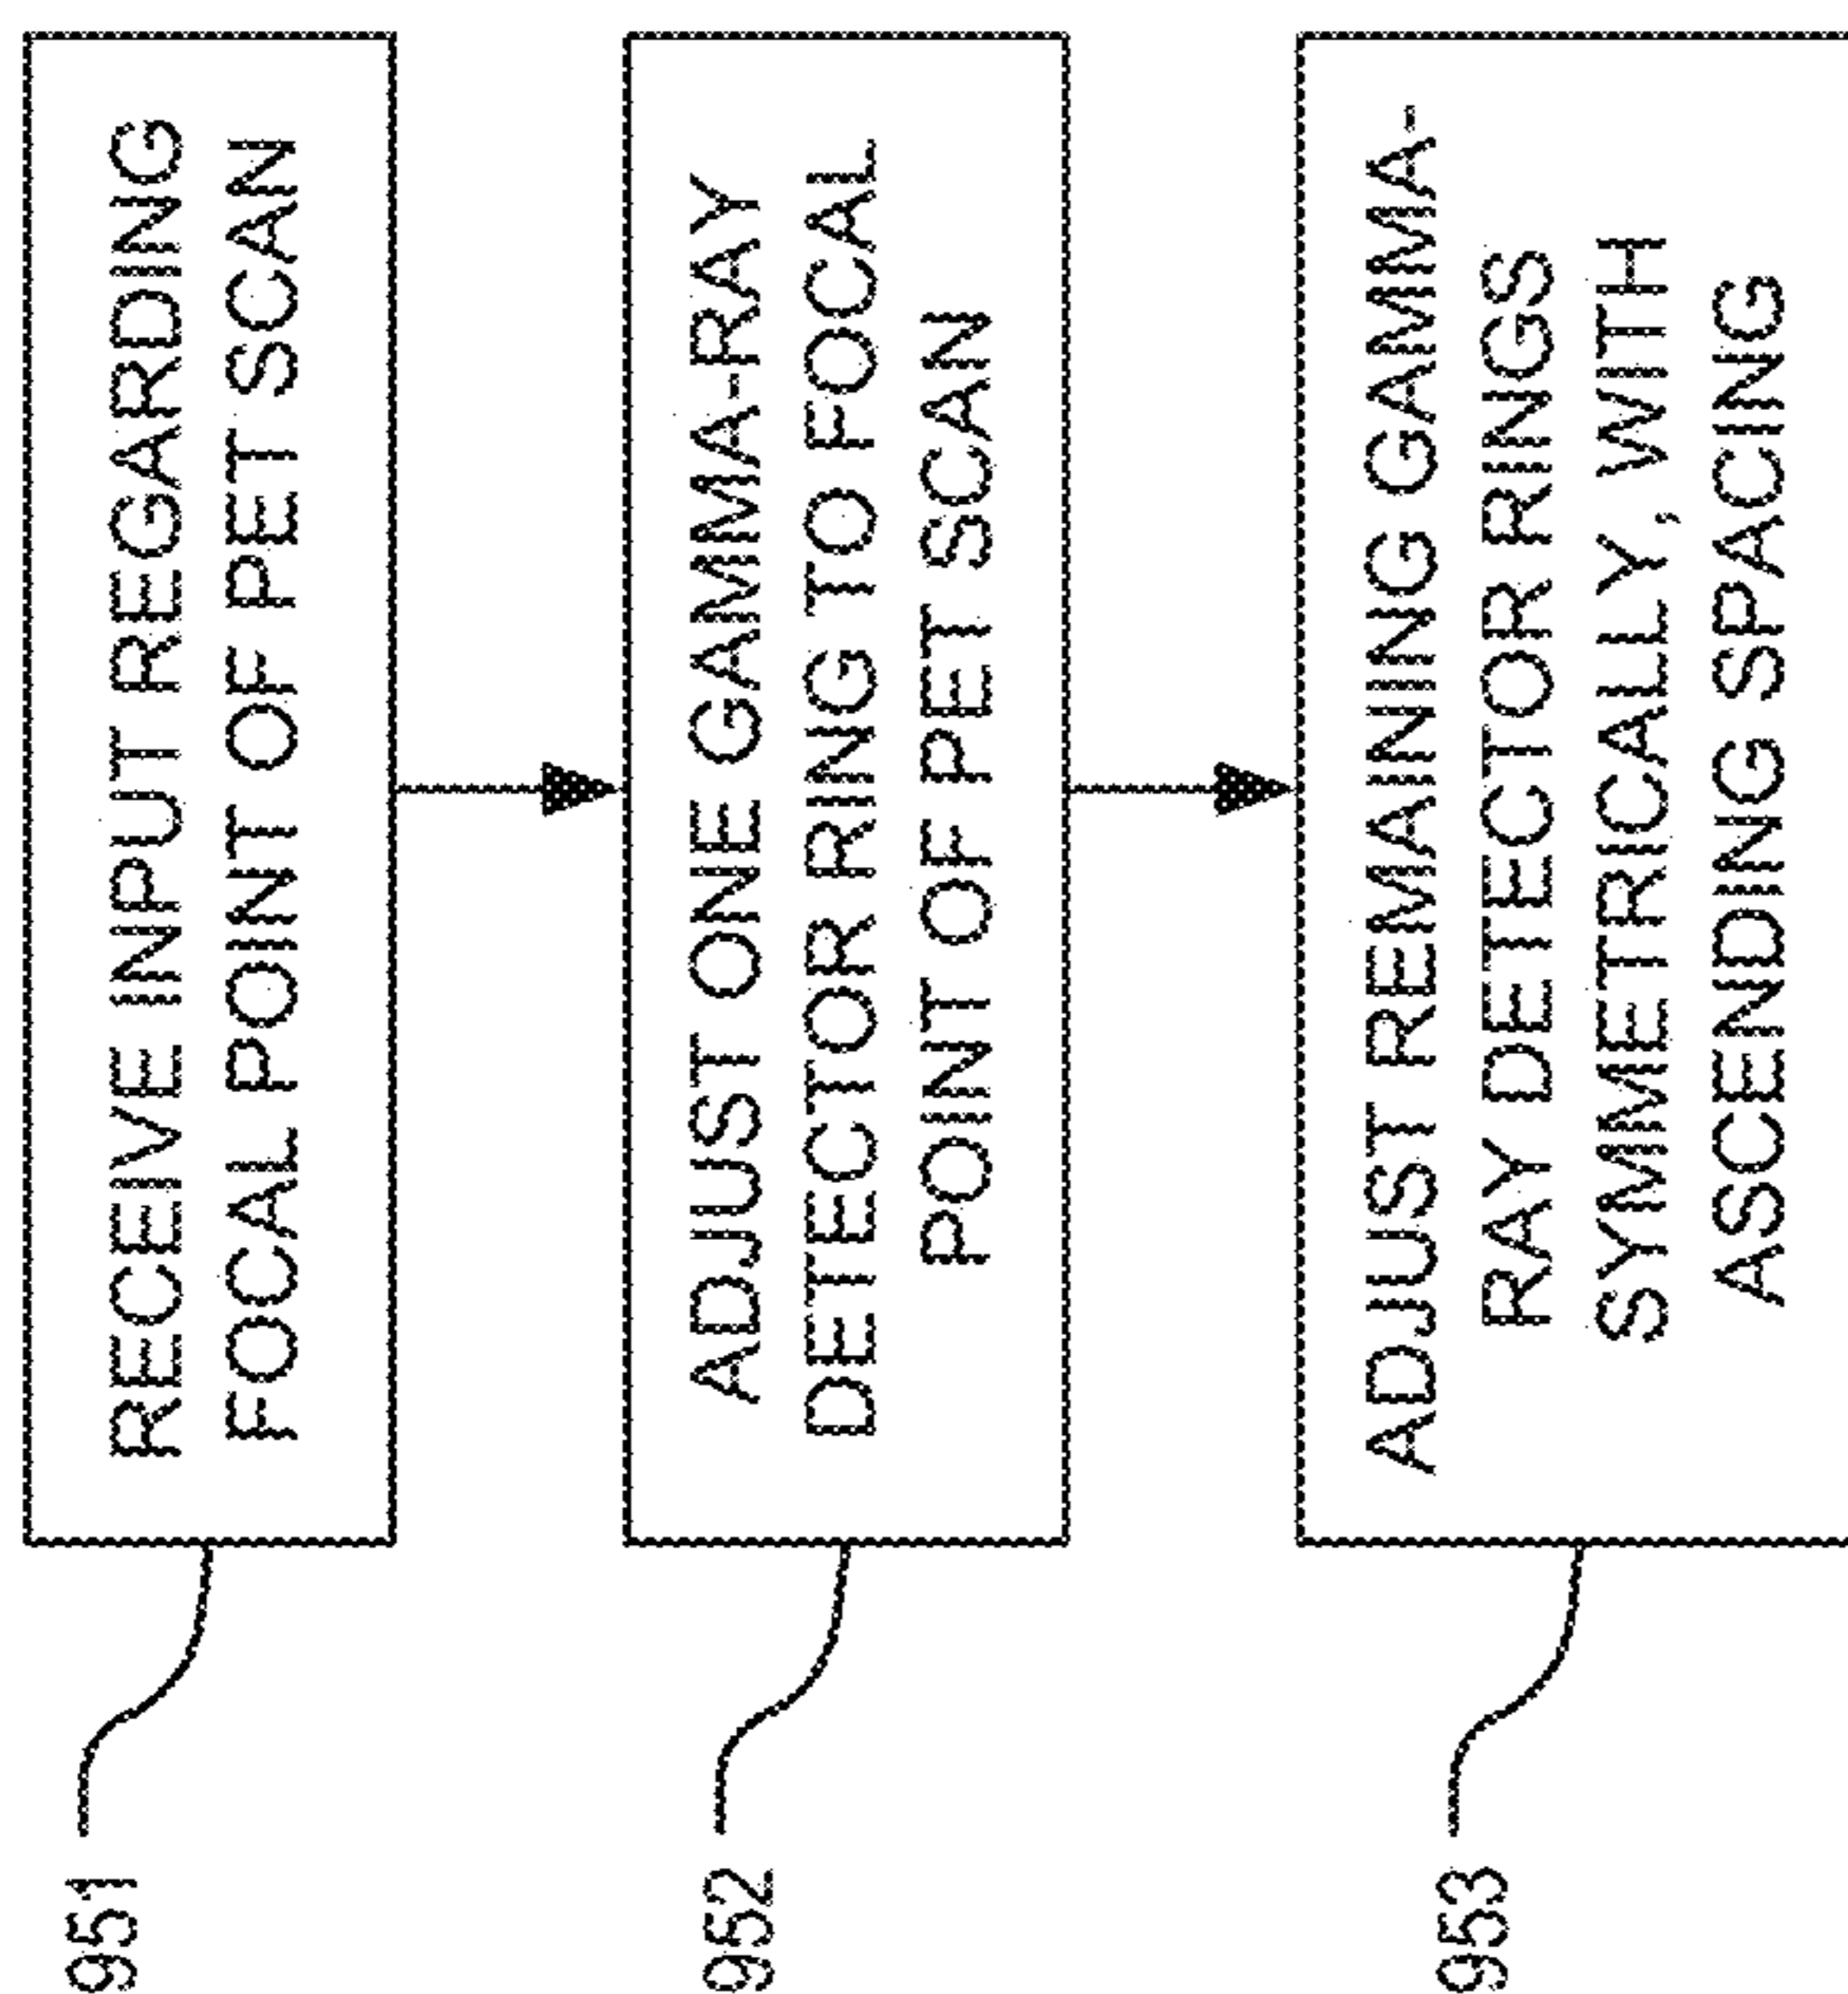 951
RECEIVE INPUT REGARDING
FOCAL POINT OF PET SCAN
952
ADJUST ONE GAMMA-RAY
DETECTOR RING TO FOCAL
POINT OF PET SCAN
953
ADJUST REMAINING GAMMA-
RAY DETECTOR RINGS
SYMMETRICALLY, WITH
ASCENDING SPACING